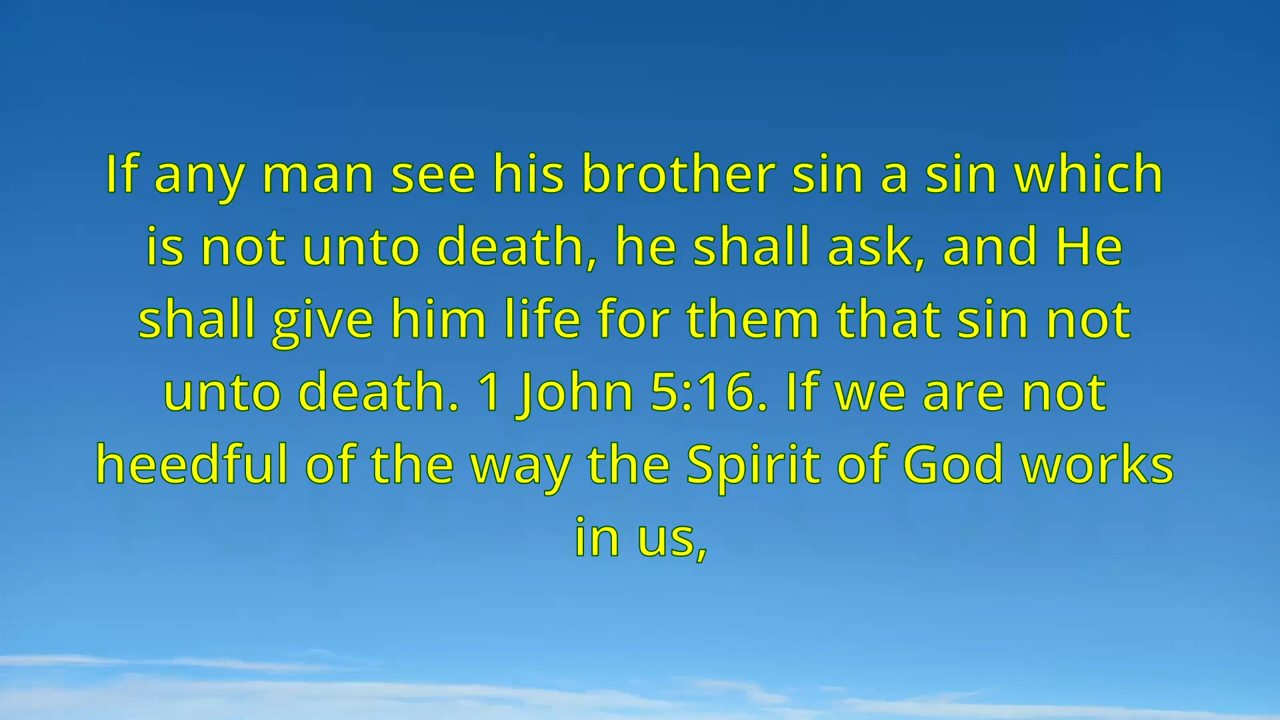 If any man see his brother sin a sin which
is not unto death, he shall ask, and He
shall give him life for them that sin not
unto death. 1 John 5:16. If we are not
heedful of the way the Spirit of God works
in us,